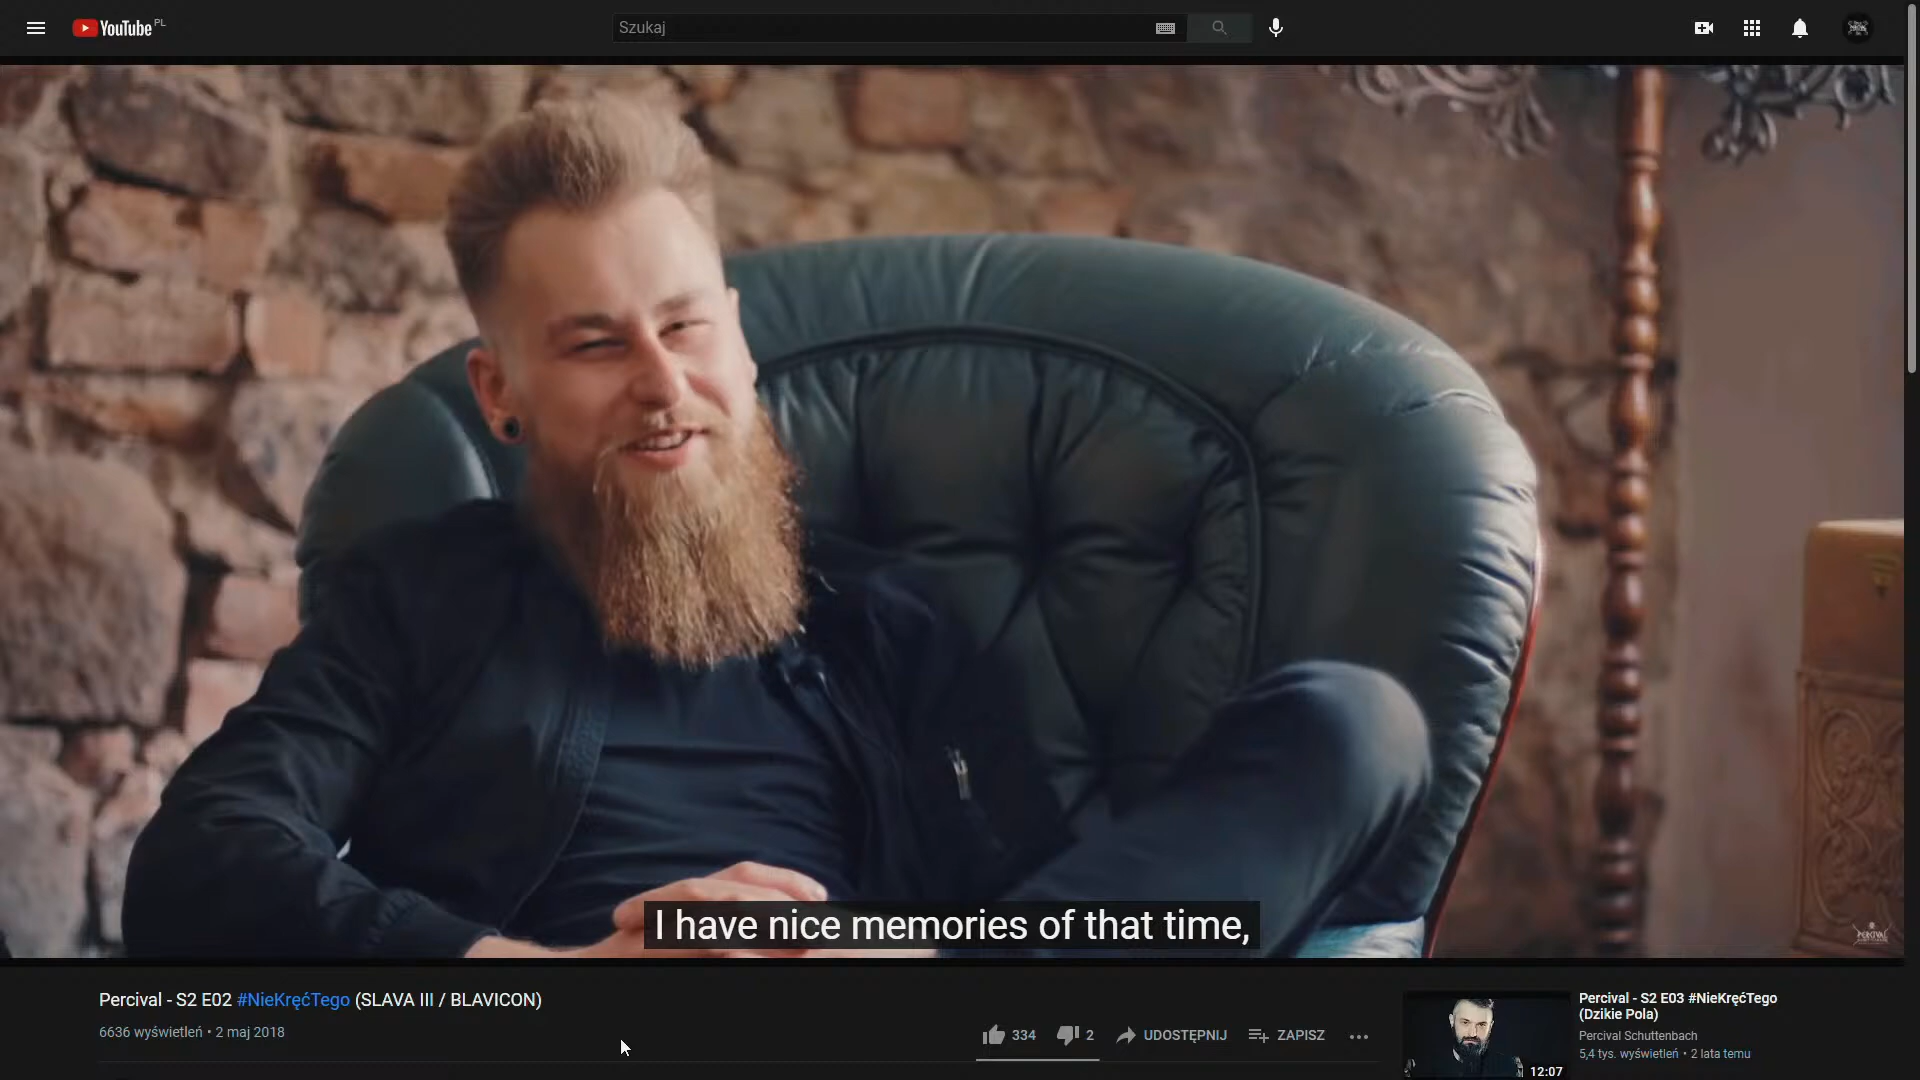 YouTube PL
Szukaj
I have nice memories of that time,
PERCIVAL
Percival - S2 E02 #NieKręćTego (SLAVA III / BLAVICON)
6636 wyświetleń • 2 maj 2018
334
2
UDOSTĘPNIJ
ZAPISZ
12:07
Percival - S2 E03 #NieKręćTego
(Dzikie Pola)
Percival Schuttenbach
5,4 tys. wyświetleń • 2 lata temu